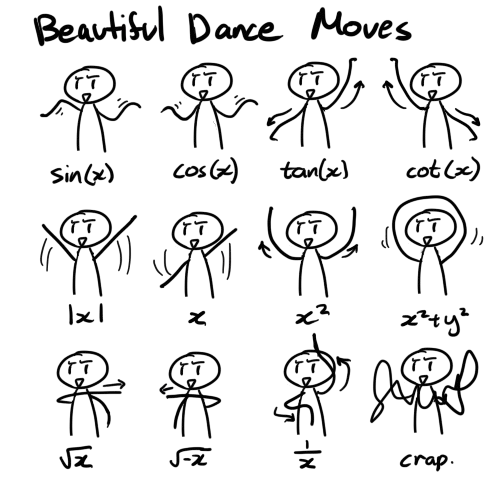 Beautiful Dance Moves
sin(x) cos(x) tan(x) cot(x)
|x| x x² x²+y²
√x √-x 1/x crap.